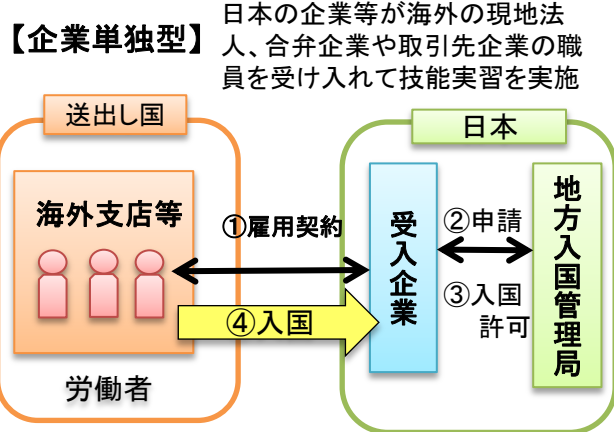 【企業単独型】
日本の企業等が海外の現地法
人、合弁企業や取引先企業の職
員を受け入れて技能実習を実施
送出し国
日本
海外支店等
①雇用契約
受入企業
②申請
③入国
許可
地方入国管理局
④入国
労働者